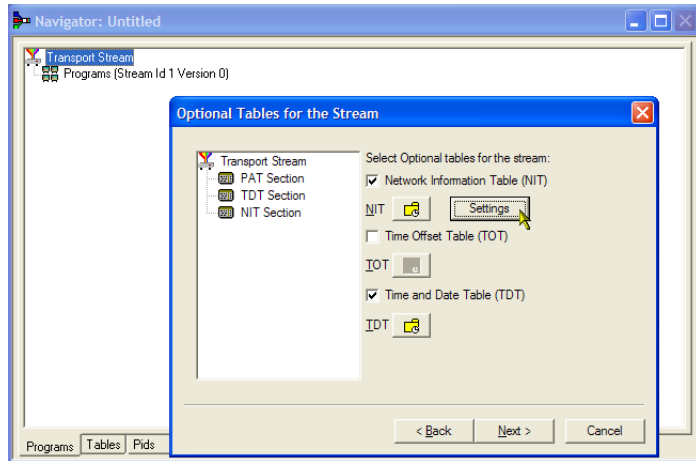 Navigator: Untitled
Transport Stream
Programs (Stream Id 1 Version 0)
Optional Tables for the Stream
Transport Stream
PAT Section
TDT Section
NIT Section
Select Optional tables for the stream:
Network Information Table (NIT)
NIT Settings
Time Offset Table (TOT)
TOT
Time and Date Table (TDT)
TDT
< Back Next > Cancel
Programs Tables Pids